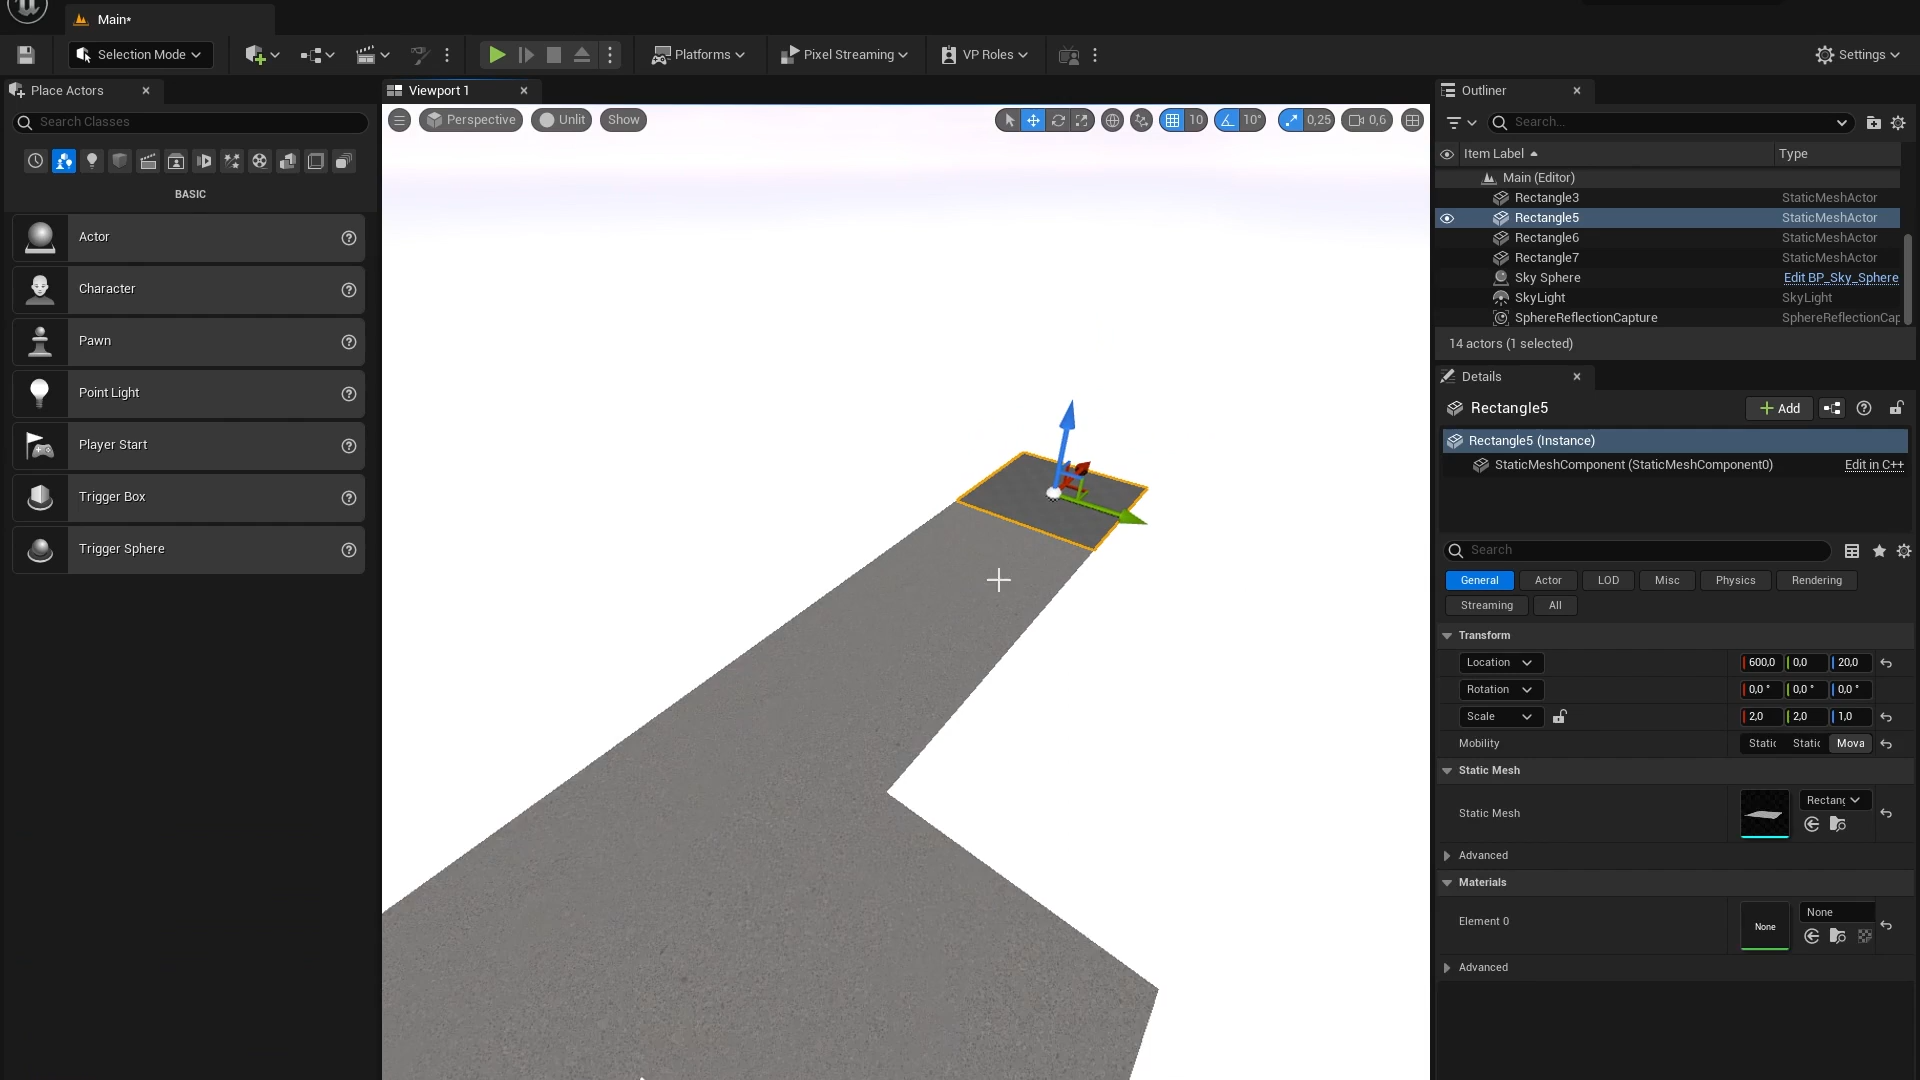 Main*
Selection Mode
Platforms
Pixel Streaming
VP Roles
Settings
Place Actors
Search Classes
BASIC
Actor
Character
Pawn
Point Light
Player Start
Trigger Box
Trigger Sphere
Viewport 1
Perspective
Unlit
Show
10
10°
0,25
0,6
Outliner
Search...
Item Label
Type
Main (Editor)
Rectangle3 StaticMeshActor
Rectangle5 StaticMeshActor
Rectangle6 StaticMeshActor
Rectangle7 StaticMeshActor
Sky Sphere Edit BP_Sky_Sphere
SkyLight SkyLight
SphereReflectionCapture SphereReflectionCap
14 actors (1 selected)
Details
Rectangle5
Add
Rectangle5 (Instance)
StaticMeshComponent (StaticMeshComponent0) Edit in C++
Search
General Actor LOD Misc Physics Rendering
Streaming All
Transform
Location 600,0 0,0 20,0
Rotation 0,0 ° 0,0 ° 0,0 °
Scale 2,0 2,0 1,0
Mobility Static Static Mova
Static Mesh
Static Mesh
Rectang
Advanced
Materials
Element 0
None
None
Advanced